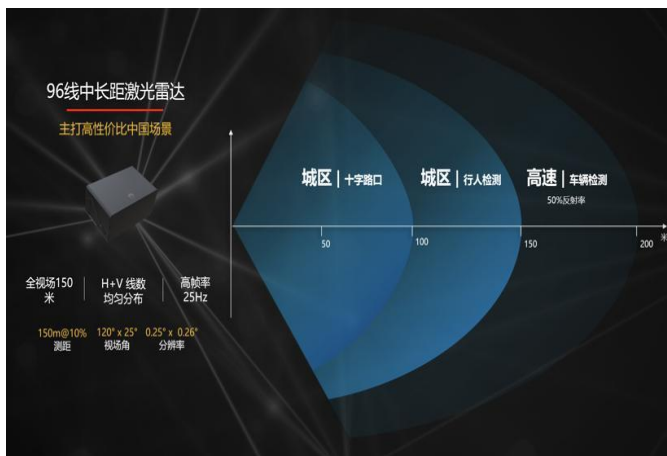 96线中长距激光雷达
主打高性价比中国场景
全视场150
米
H+V 线数
均匀分布
高帧率
25Hz
150m@10%
测距
120° x 25°
视场角
0.25° x 0.26°
分辨率
城区 | 十字路口
城区 | 行人检测
高速 | 车辆检测
50%反射率
50
100
150
200
米